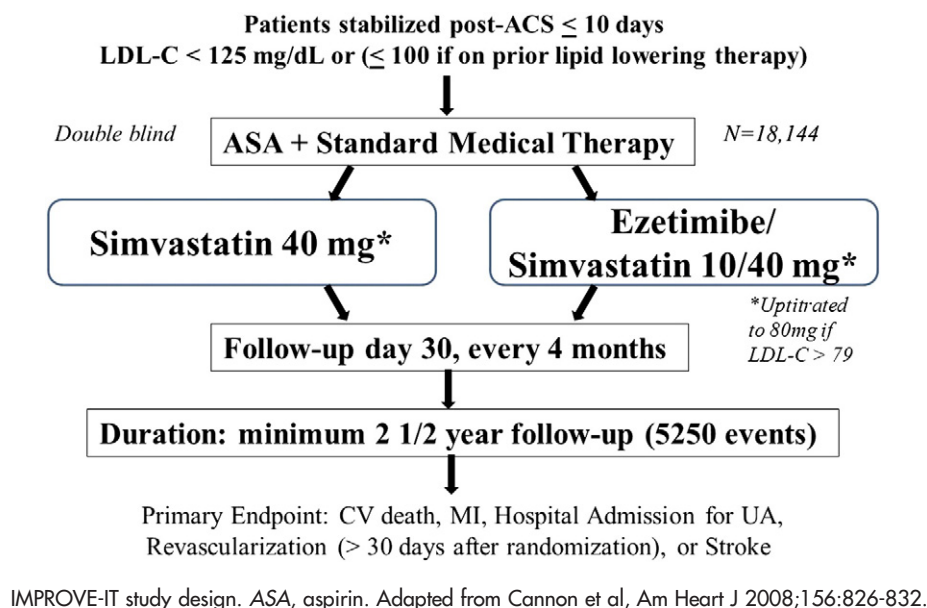 Patients stabilized post-ACS ≤ 10 days
LDL-C < 125 mg/dL or (≤ 100 if on prior lipid lowering therapy)
Double blind
ASA + Standard Medical Therapy
N=18,144
Simvastatin 40 mg*
Ezetimibe/
Simvastatin 10/40 mg*
*Uptitrated
to 80mg if
LDL-C > 79
Follow-up day 30, every 4 months
Duration: minimum 2 1/2 year follow-up (5250 events)
Primary Endpoint: CV death, MI, Hospital Admission for UA,
Revascularization (> 30 days after randomization), or Stroke
IMPROVE-IT study design. ASA, aspirin. Adapted from Cannon et al, Am Heart J 2008;156:826-832.